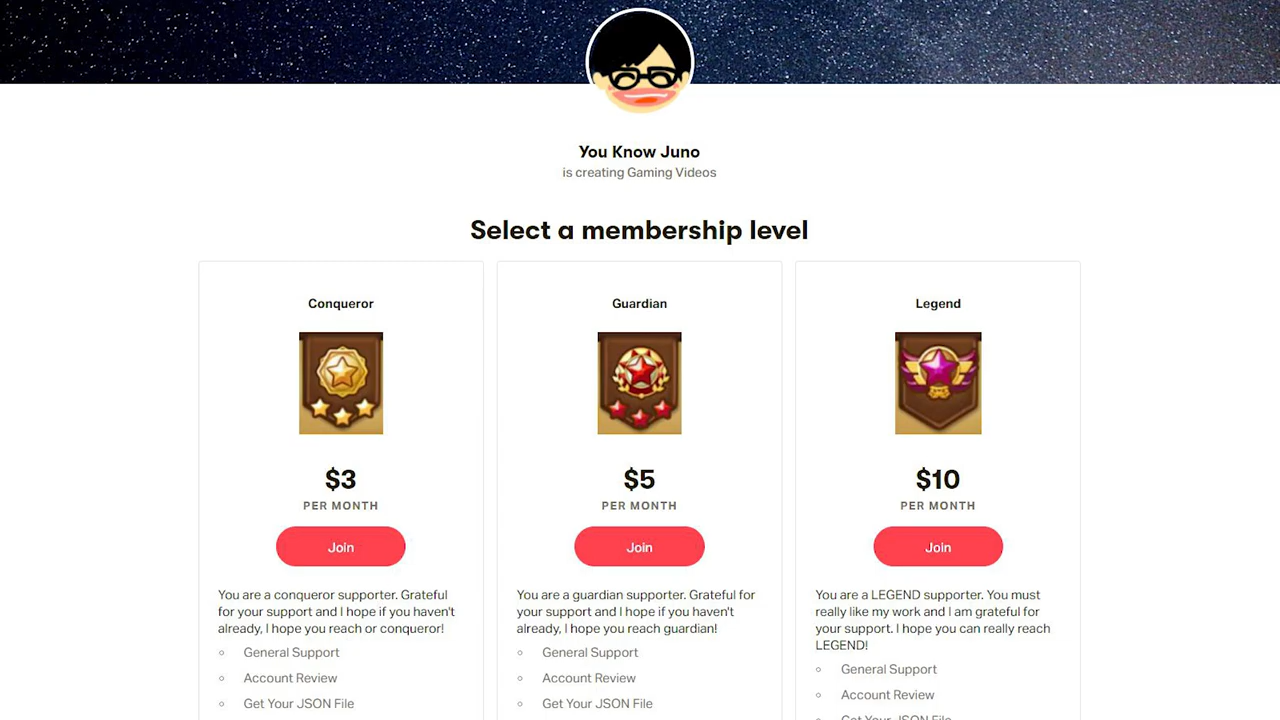 You Know Juno
is creating Gaming Videos
Select a membership level
Conqueror
$3
PER MONTH
Join
You are a conqueror supporter. Grateful
for your support and I hope if you haven't
already, I hope you reach or conqueror!
General Support
Account Review
Get Your JSON File
Guardian
$5
PER MONTH
Join
You are a guardian supporter. Grateful for
your support and I hope if you haven't
already, I hope you reach guardian!
General Support
Account Review
Get Your JSON File
Legend
$10
PER MONTH
Join
You are a LEGEND supporter. You must
really like my work and I am grateful for
your support. I hope you can really reach
LEGEND!
General Support
Account Review
Get Your JSON File